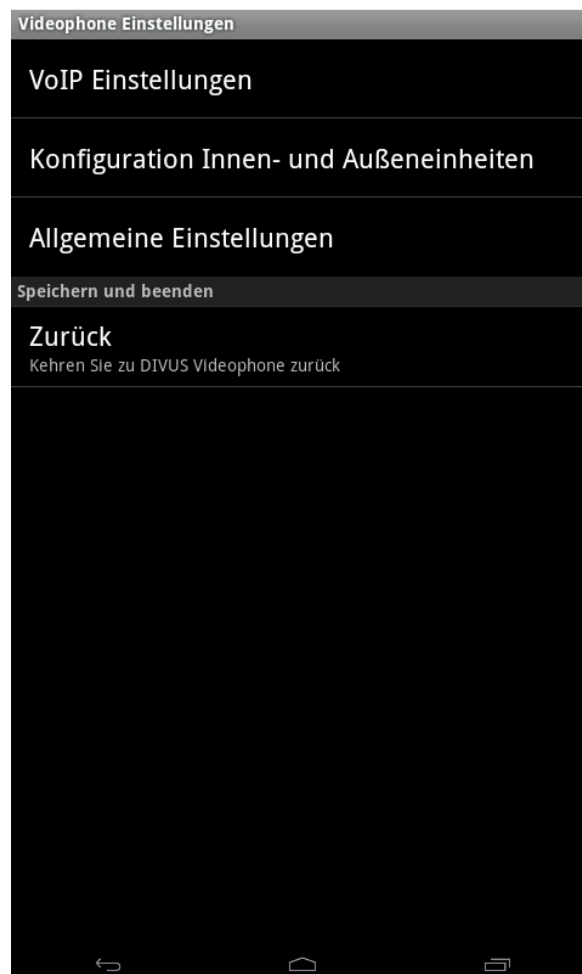 Videophone Einstellungen
VoIP Einstellungen
Konfiguration Innen- und Außeneinheiten
Allgemeine Einstellungen
Speichern und beenden
Zurück
Kehren Sie zu DIVUS Videophone zurück